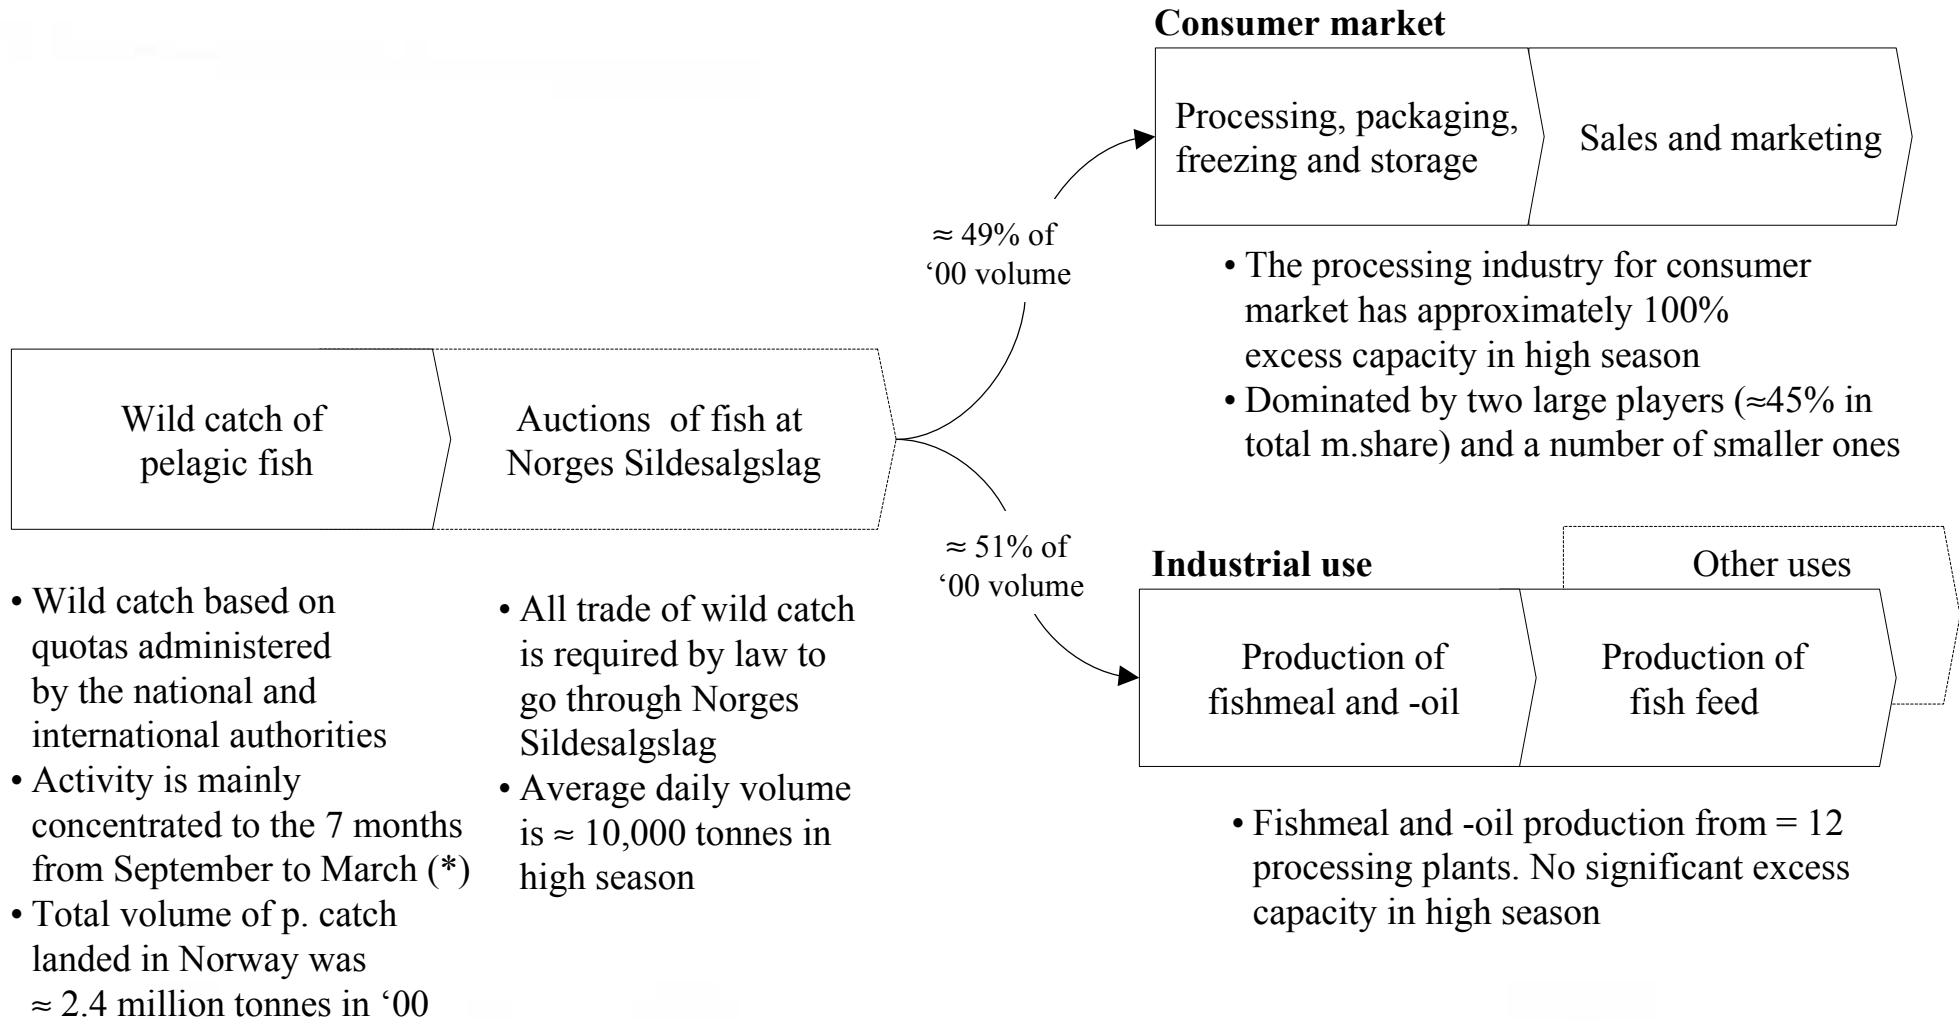 Consumer market
Processing, packaging,
freezing and storage
Sales and marketing
≈ 49% of
‘00 volume
• The processing industry for consumer
market has approximately 100%
excess capacity in high season
• Dominated by two large players (≈45% in
total m.share) and a number of smaller ones
Wild catch of
pelagic fish
Auctions  of fish at
Norges Sildesalgslag
≈ 51% of
‘00 volume
Industrial use
Other uses
Production of
fishmeal and -oil
Production of
fish feed
• Wild catch based on
quotas administered
by the national and
international authorities
• Activity is mainly
concentrated to the 7 months
from September to March (*)
• Total volume of p. catch
landed in Norway was
≈ 2.4 million tonnes in ‘00
• All trade of wild catch
is required by law to
go through Norges
Sildesalgslag
• Average daily volume
is ≈ 10,000 tonnes in
high season
• Fishmeal and -oil production from = 12
processing plants. No significant excess
capacity in high season